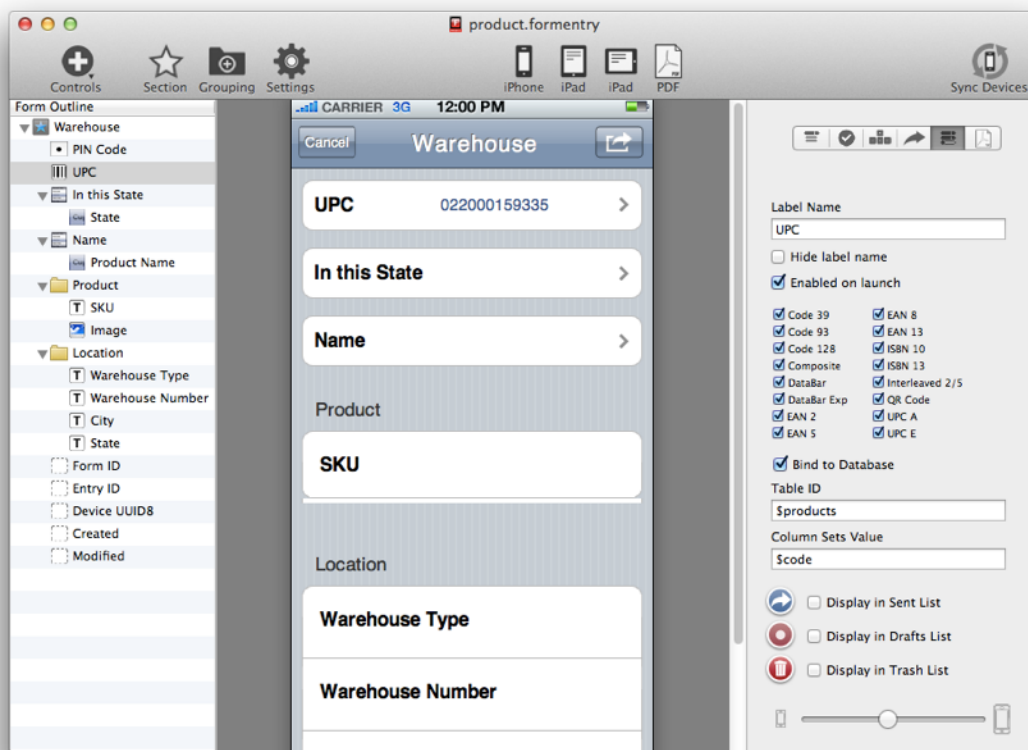 product.formentry
Controls
Section
Grouping
Settings
iPhone
iPad
iPad
PDF
Sync Devices
Form Outline
Warehouse
PIN Code
UPC
In this State
State
Name
Product Name
Product
SKU
Image
Location
Warehouse Type
Warehouse Number
City
State
Form ID
Entry ID
Device UUID8
Created
Modified
CARRIER 3G 12:00 PM
Cancel Warehouse
UPC 022000159335
In this State
Name
Product
SKU
Location
Warehouse Type
Warehouse Number
Label Name
UPC
Hide label name
Enabled on launch
Code 39 EAN 8
Code 93 EAN 13
Code 128 ISBN 10
Composite ISBN 13
DataBar Interleaved 2/5
DataBar Exp QR Code
EAN 2 UPC A
EAN 5 UPC E
Bind to Database
Table ID
$products
Column Sets Value
$code
Display in Sent List
Display in Drafts List
Display in Trash List